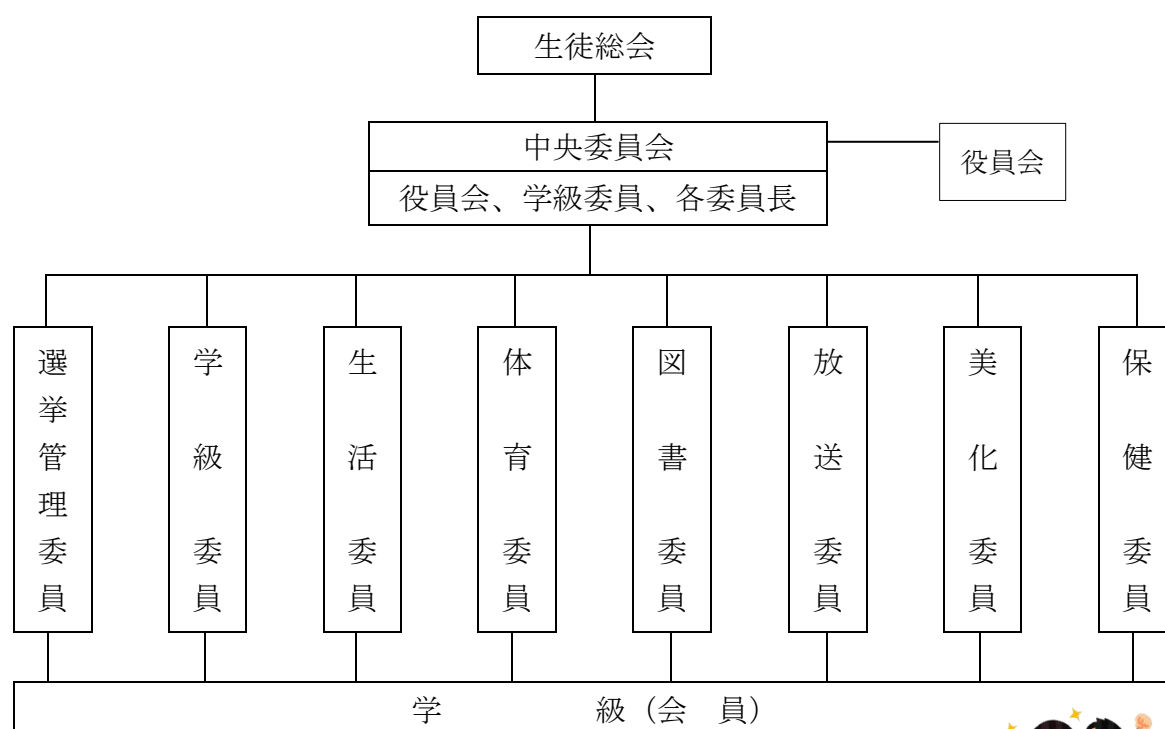 生徒総会
中央委員会
役員会
役員会、学級委員、各委員長
選挙管理委員
学級委員
生活委員
体育委員
図書委員
放送委員
美化委員
保健委員
学　級（会　員）